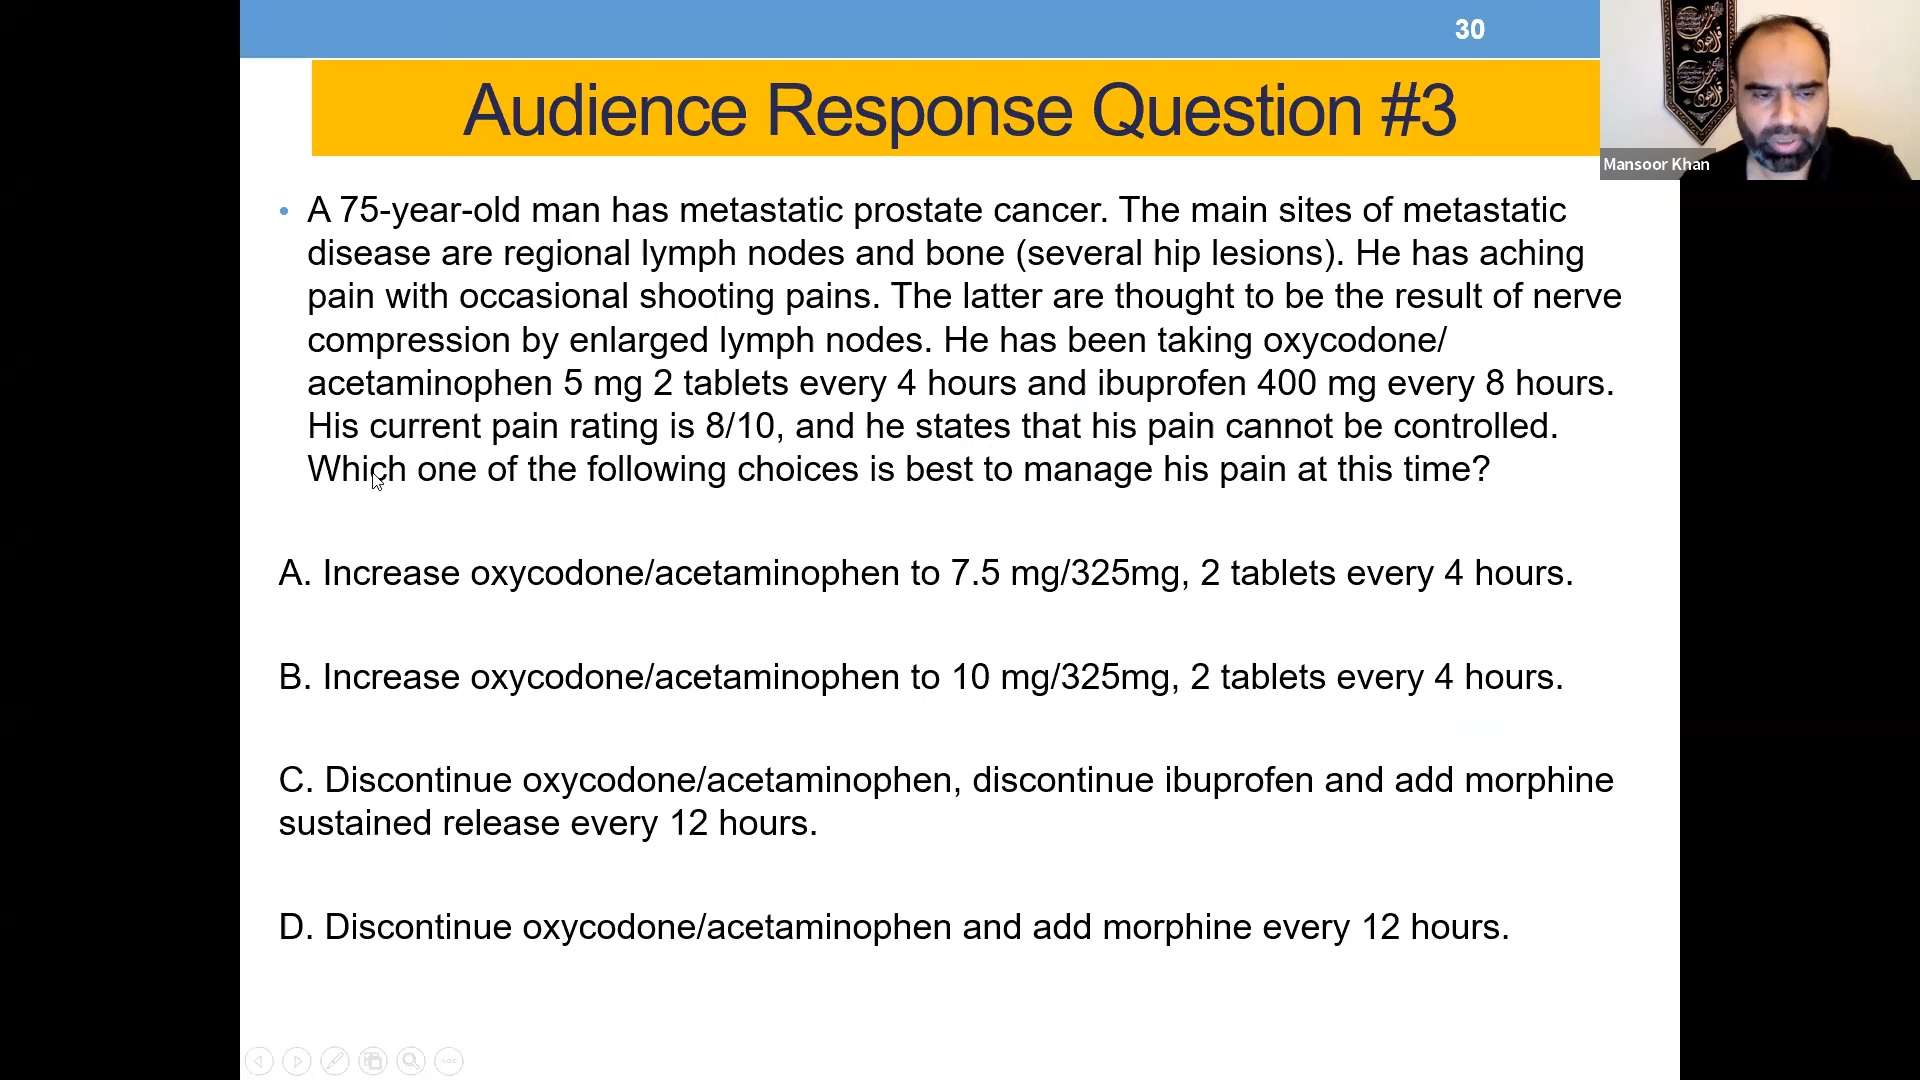 30
Audience Response Question #3
Mansoor Khan
• A 75-year-old man has metastatic prostate cancer. The main sites of metastatic
disease are regional lymph nodes and bone (several hip lesions). He has aching
pain with occasional shooting pains. The latter are thought to be the result of nerve
compression by enlarged lymph nodes. He has been taking oxycodone/
acetaminophen 5 mg 2 tablets every 4 hours and ibuprofen 400 mg every 8 hours.
His current pain rating is 8/10, and he states that his pain cannot be controlled.
Which one of the following choices is best to manage his pain at this time?
A. Increase oxycodone/acetaminophen to 7.5 mg/325mg, 2 tablets every 4 hours.
B. Increase oxycodone/acetaminophen to 10 mg/325mg, 2 tablets every 4 hours.
C. Discontinue oxycodone/acetaminophen, discontinue ibuprofen and add morphine
sustained release every 12 hours.
D. Discontinue oxycodone/acetaminophen and add morphine every 12 hours.